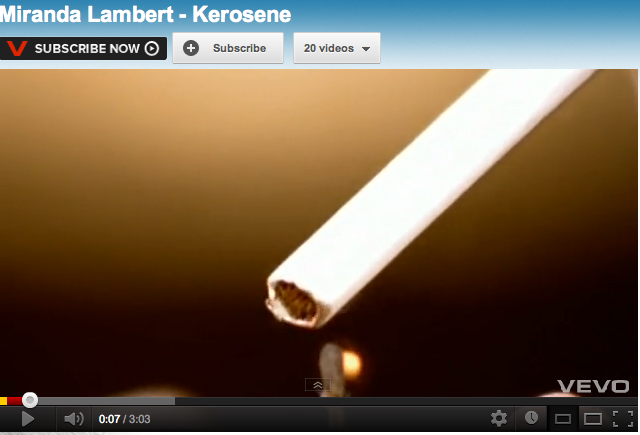 Miranda Lambert - Kerosene
SUBSCRIBE NOW
Subscribe
20 videos
VEVO
0:07 / 3:03